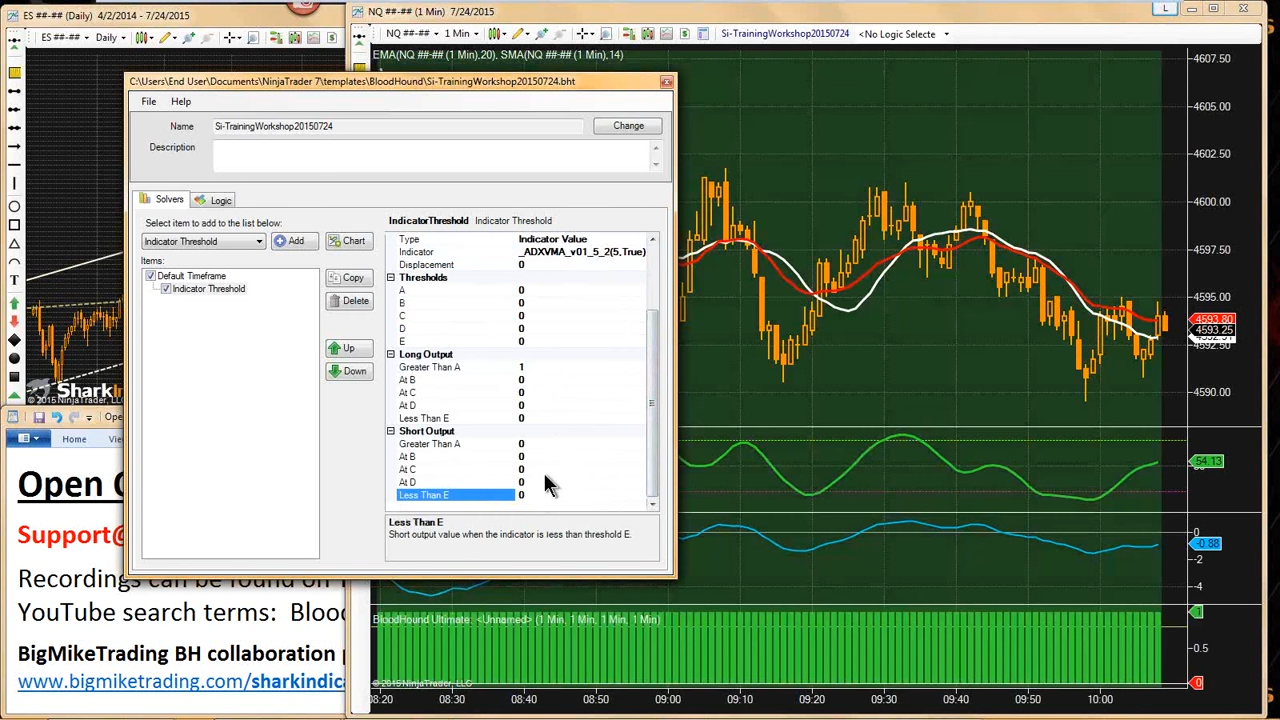 ES ##-## (Daily) 4/2/2014 - 7/24/2015
ES ##-##
Daily
NQ ##-## (1 Min) 7/24/2015
L
NQ ##-##
1 Min
Si-TrainingWorkshop20150724
<No Logic Selecte
EMA(NQ ##-## (1 Min),20), SMA(NQ ##-## (1 Min),14)
C:\Users\End User\Documents\NinjaTrader 7\templates\BloodHound\Si-TrainingWorkshop20150724.bht
File
Help
Name
Si-TrainingWorkshop20150724
Change
Description
Solvers
Logic
Select item to add to the list below:
Indicator Threshold
Add
Chart
Items:
Default Timeframe
Indicator Threshold
Copy
Delete
Up
Down
IndicatorThreshold Indicator Threshold
Type Indicator Value
Indicator _ADXVMA_v01_5_2(5,True)
Displacement 0
Thresholds
A 0
B 0
C 0
D 0
E 0
Long Output
Greater Than A 1
At B 0
At C 0
At D 0
Less Than E 0
Short Output
Greater Than A 0
At B 0
At C 0
At D 0
Less Than E 0
Less Than E
Short output value when the indicator is less than threshold E.
4607.50
4605.00
4602.50
4600.00
4597.50
4595.00
4593.80
4593.25
4592.50
4590.00
54.13
0
-0.88
-2
-4
BloodHound Ultimate: <Unnamed> (1 Min, 1 Min, 1 Min, 1 Min)
1
0.5
0
© 2015 NinjaTrader, LLC
08:20 08:30 08:40 08:50 09:00 09:10 09:20 09:30 09:40 09:50 10:00
T
SharkIn
© 2015 NinjaTrader, LLC
Ope
Home
Vie
Open
Support@
Recordings can be found on
YouTube search terms: Bloo
BigMikeTrading BH collaboration p
www.bigmiketrading.com/sharkindica